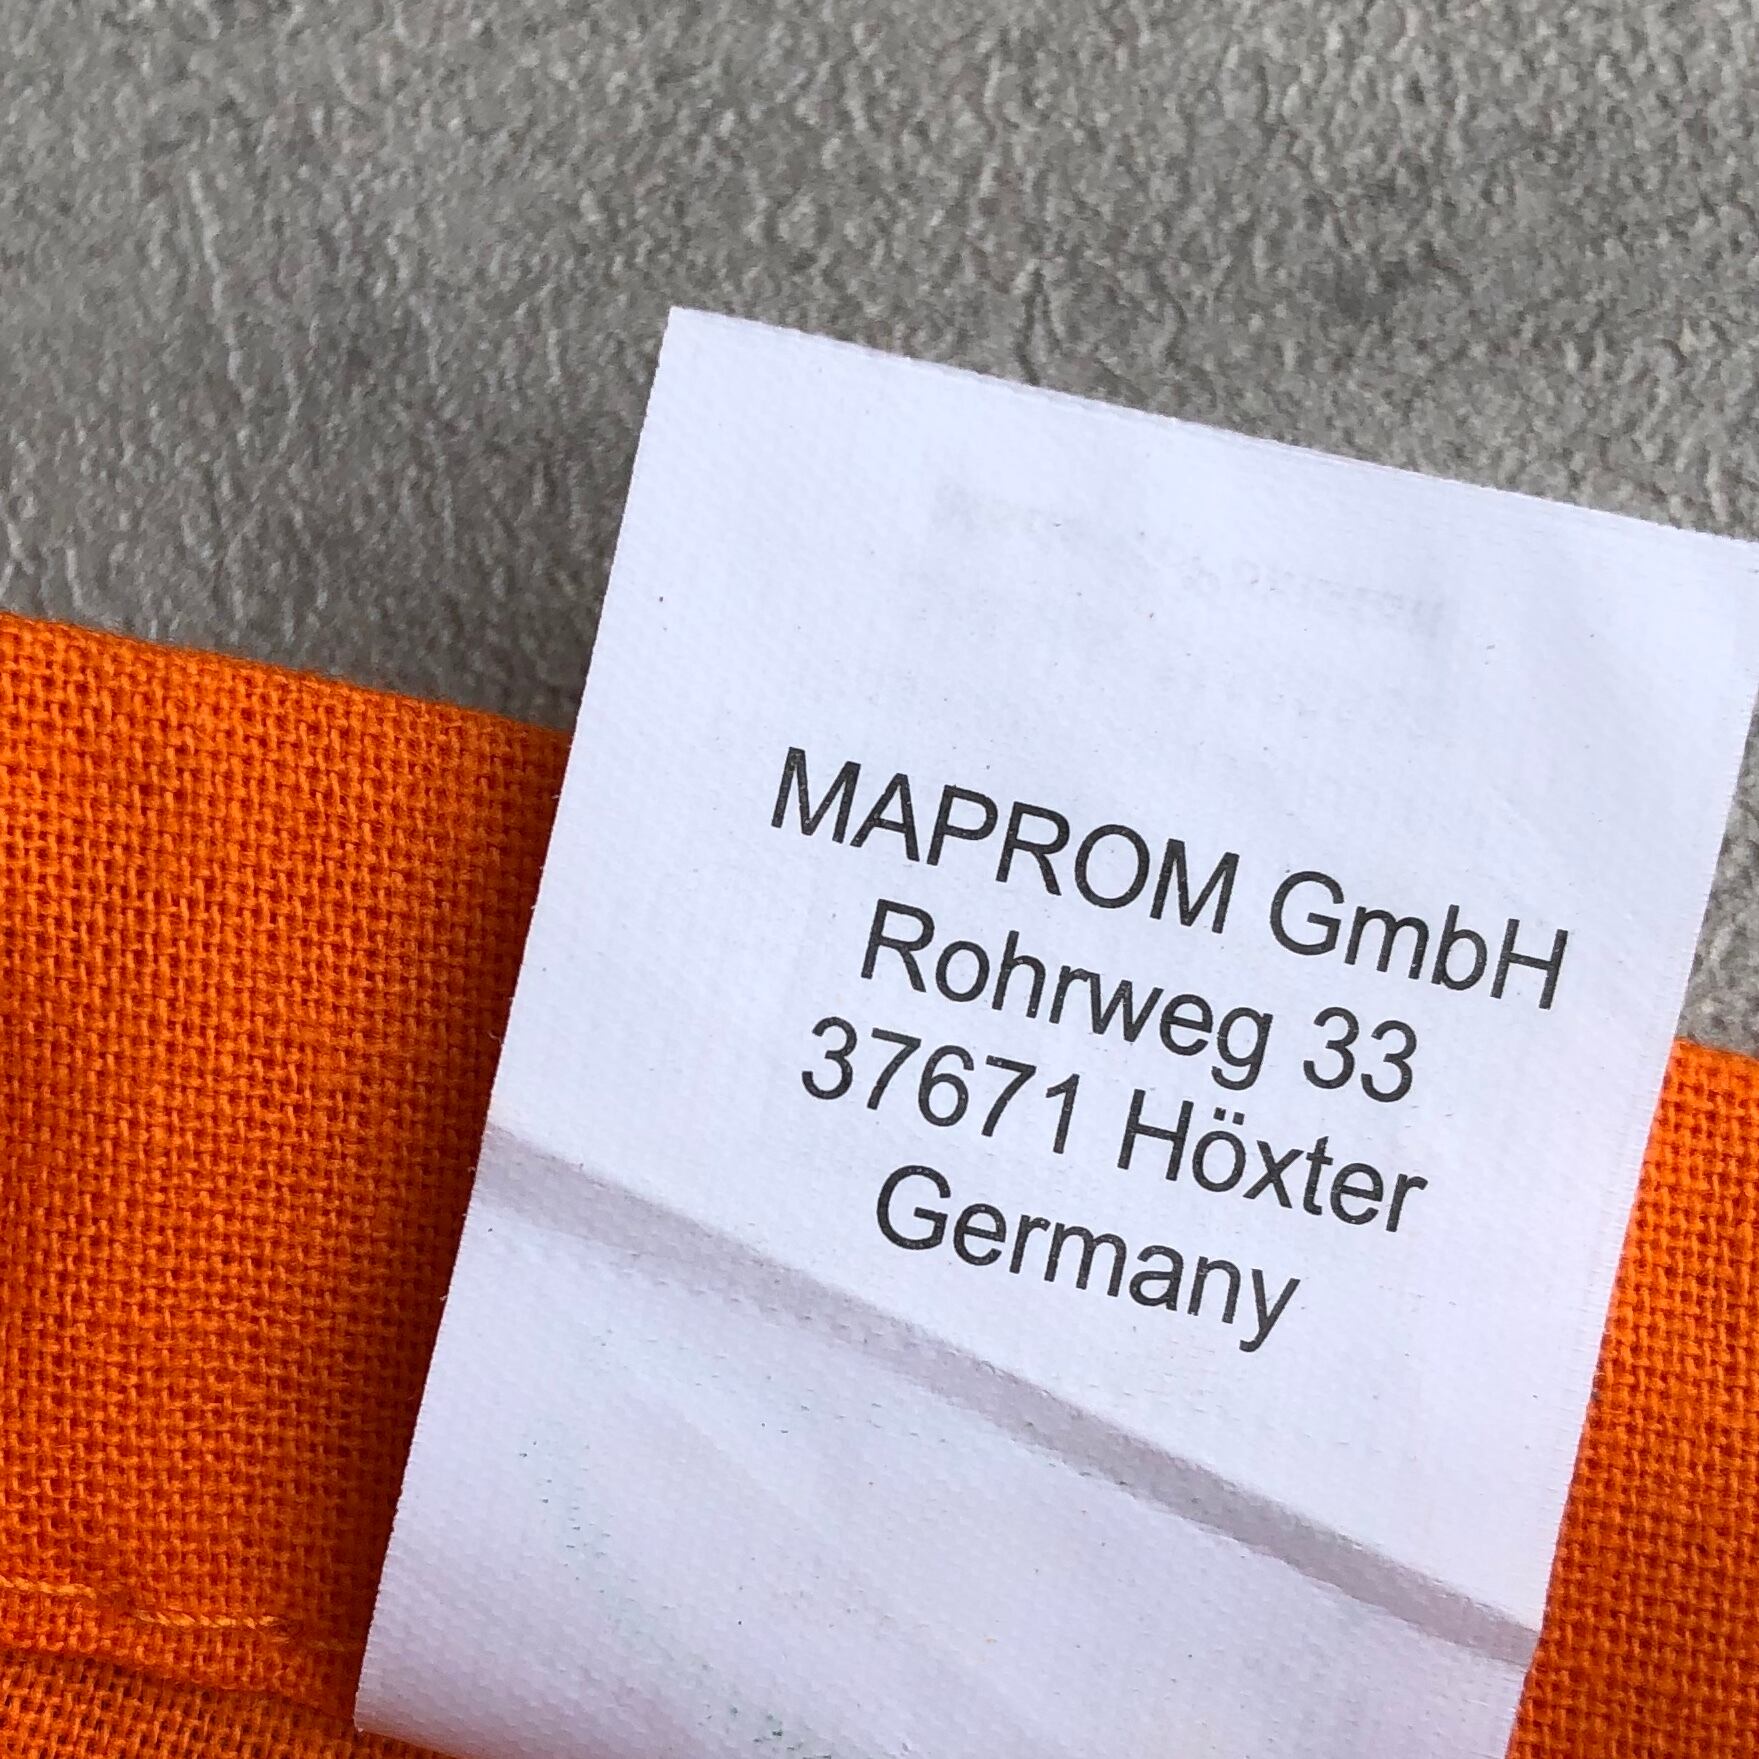 MAPROM GmbH
Rohrweg 33
37671 Höxter
Germany